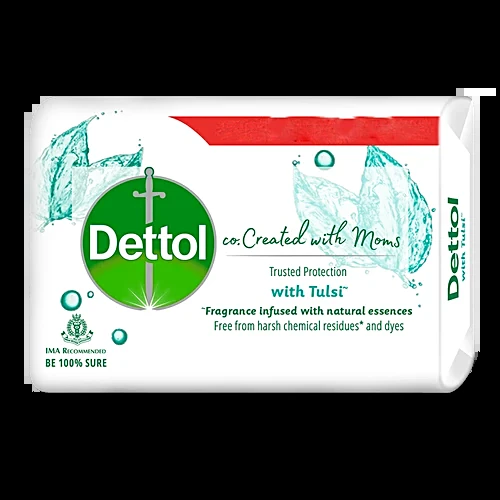 Dettol
co:Created with Moms
Trusted Protection
with Tulsi~
~Fragrance infused with natural essences
Free from harsh chemical residues* and dyes
IMA RECOMMENDED
BE 100% SURE
Dettol
with Tulsi~